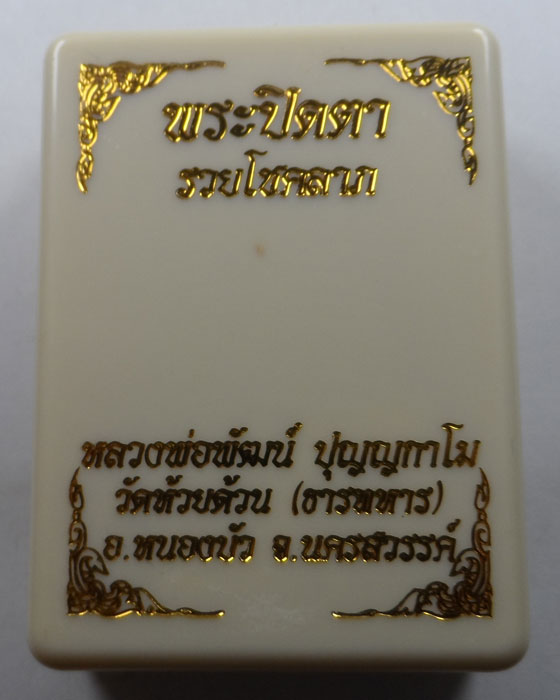 พระปิดตา
รวยโชคลาภ
หลวงพ่อพัฒน์ ปุญญกาโม
วัดห้วยด้วน (ธารทหาร)
อ.หนองบัว จ.นครสวรรค์